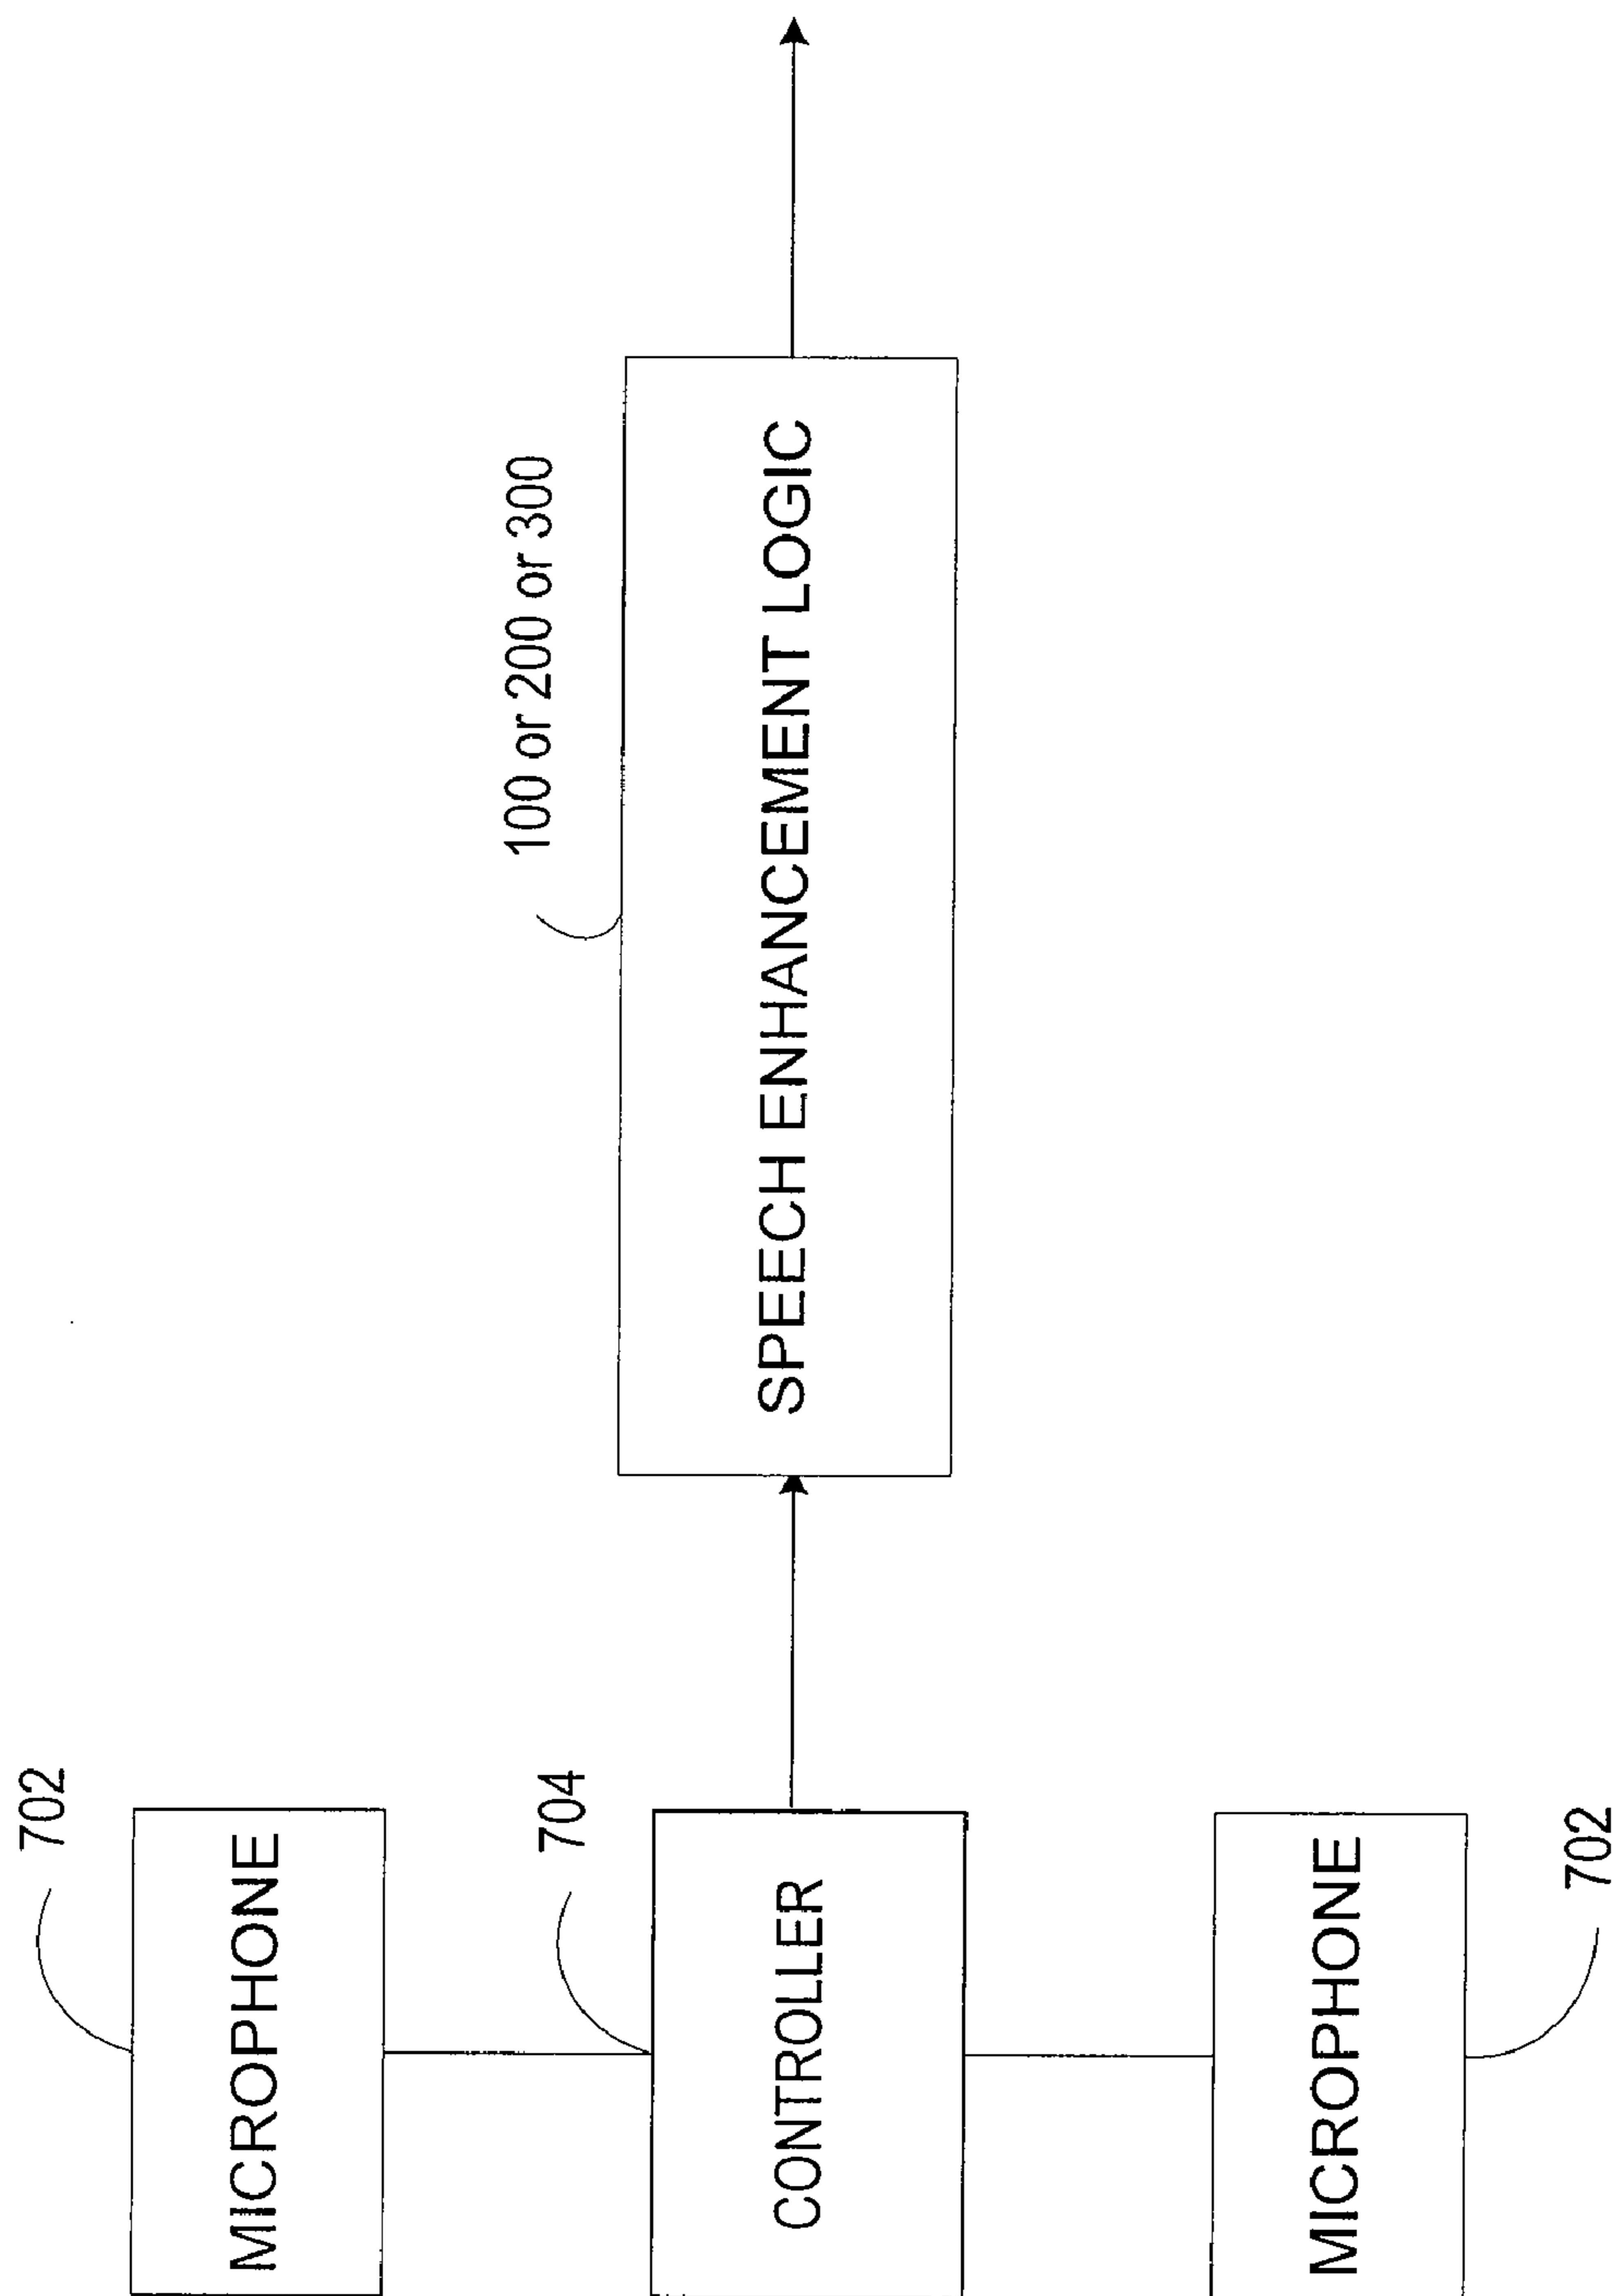 702
MICROPHONE
704
CONTROLLER
100 or 200 or 300
SPEECH ENHANCEMENT LOGIC
702
MICROPHONE